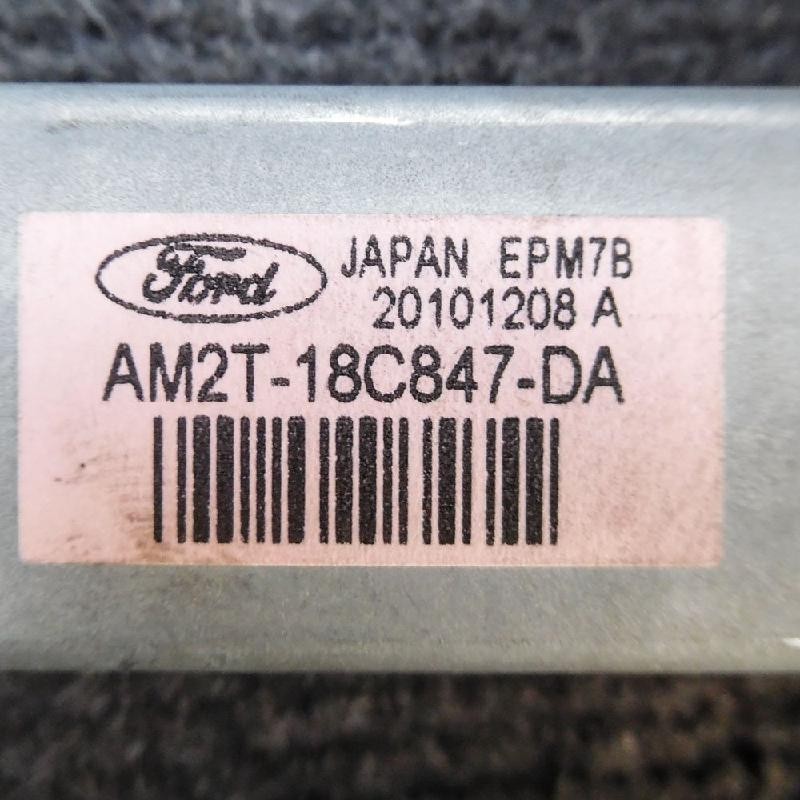 Ford
JAPAN EPM7B
20101208 A
AM2T-18C847-DA